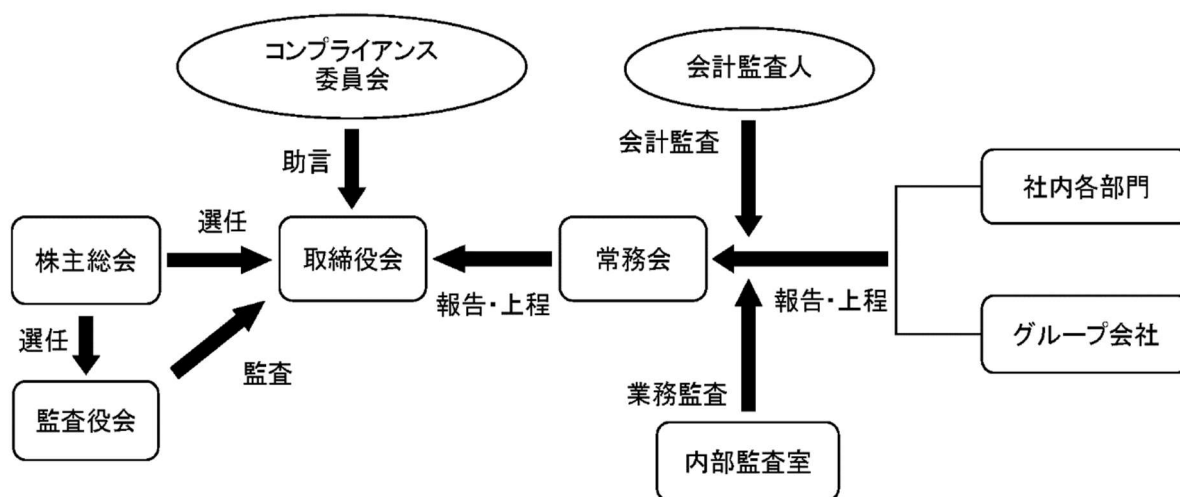 コンプライアンス
委員会
会計監査人
助言
会計監査
社内各部門
選任
株主総会
取締役会
常務会
報告・上程
報告・上程
選任
監査
グループ会社
監査役会
業務監査
内部監査室